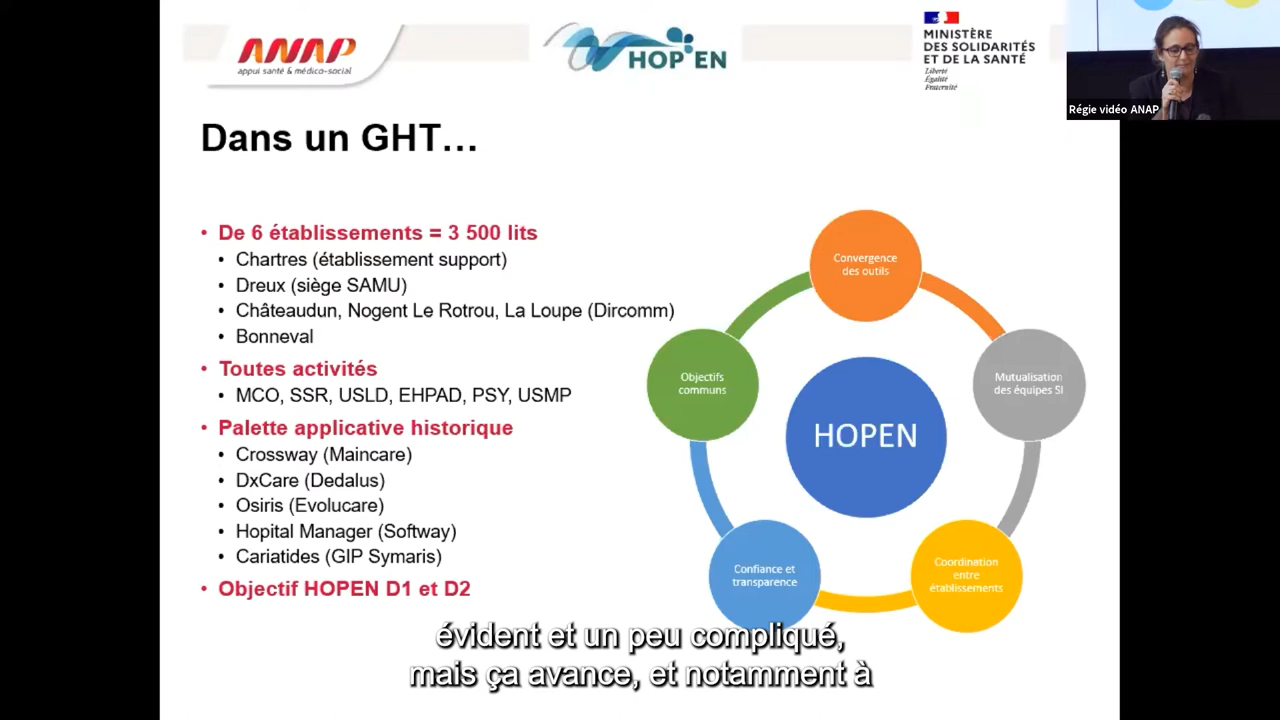 ANAP
appui santé & médico-social
HOP'EN
MINISTÈRE
DES SOLIDARITÉS
ET DE LA SANTÉ
Liberté
Égalité
Fraternité
Régie vidéo ANAP
Dans un GHT…
• De 6 établissements = 3 500 lits
• Chartres (établissement support)
• Dreux (siège SAMU)
• Châteaudun, Nogent Le Rotrou, La Loupe (Dircomm)
• Bonneval
• Toutes activités
• MCO, SSR, USLD, EHPAD, PSY, USMP
• Palette applicative historique
• Crossway (Maincare)
• DxCare (Dedalus)
• Osiris (Evolucare)
• Hopital Manager (Softway)
• Cariatides (GIP Symaris)
• Objectif HOPEN D1 et D2
Convergence
des outils
Mutualisation
des équipes SI
Coordination
entre
établissements
Confiance et
transparence
Objectifs
communs
HOPEN
évident et un peu compliqué,
mais ça avance, et notamment à